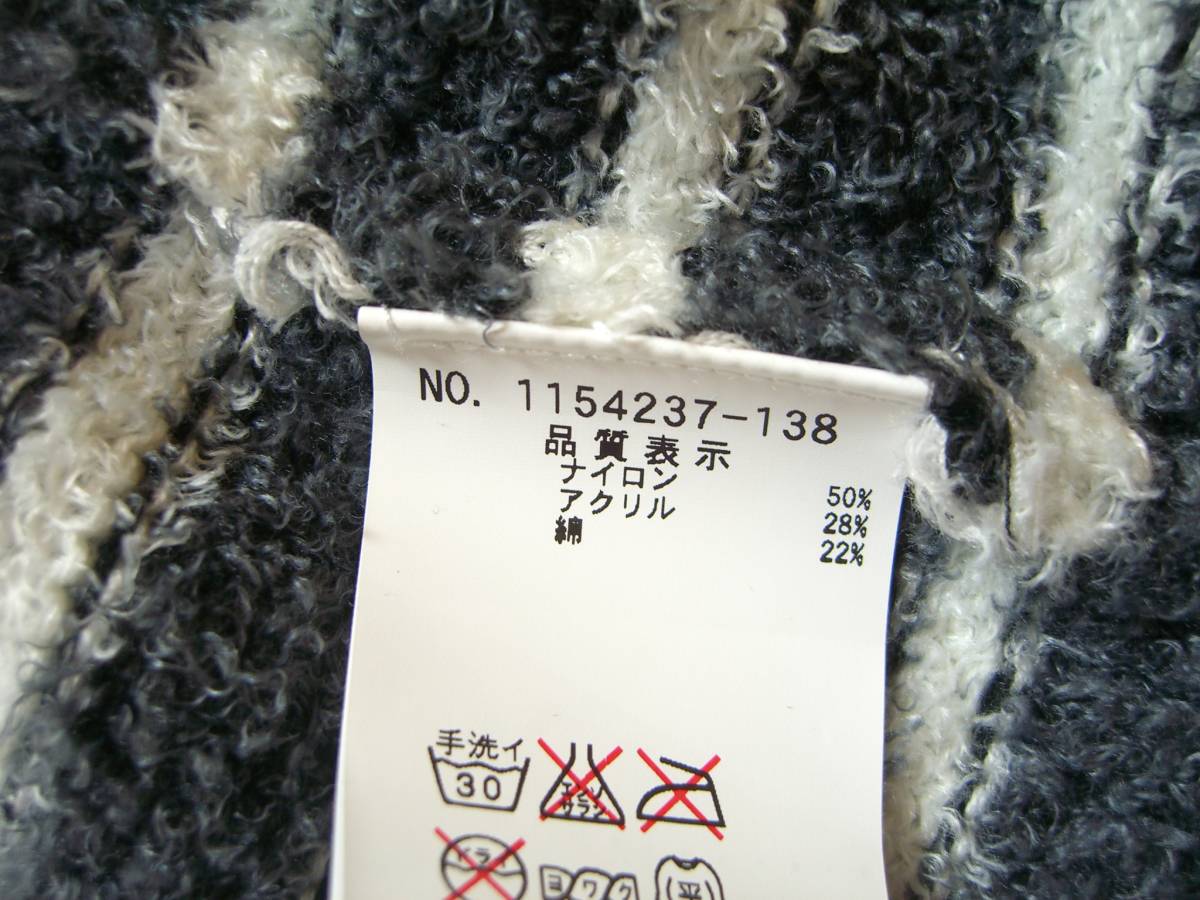 NO. 1154237-138
品質表示
ナイロン 50%
アクリル 28%
綿 22%
手洗イ
30
エンソ
サラシ
ドライ
ヨワク
(平)